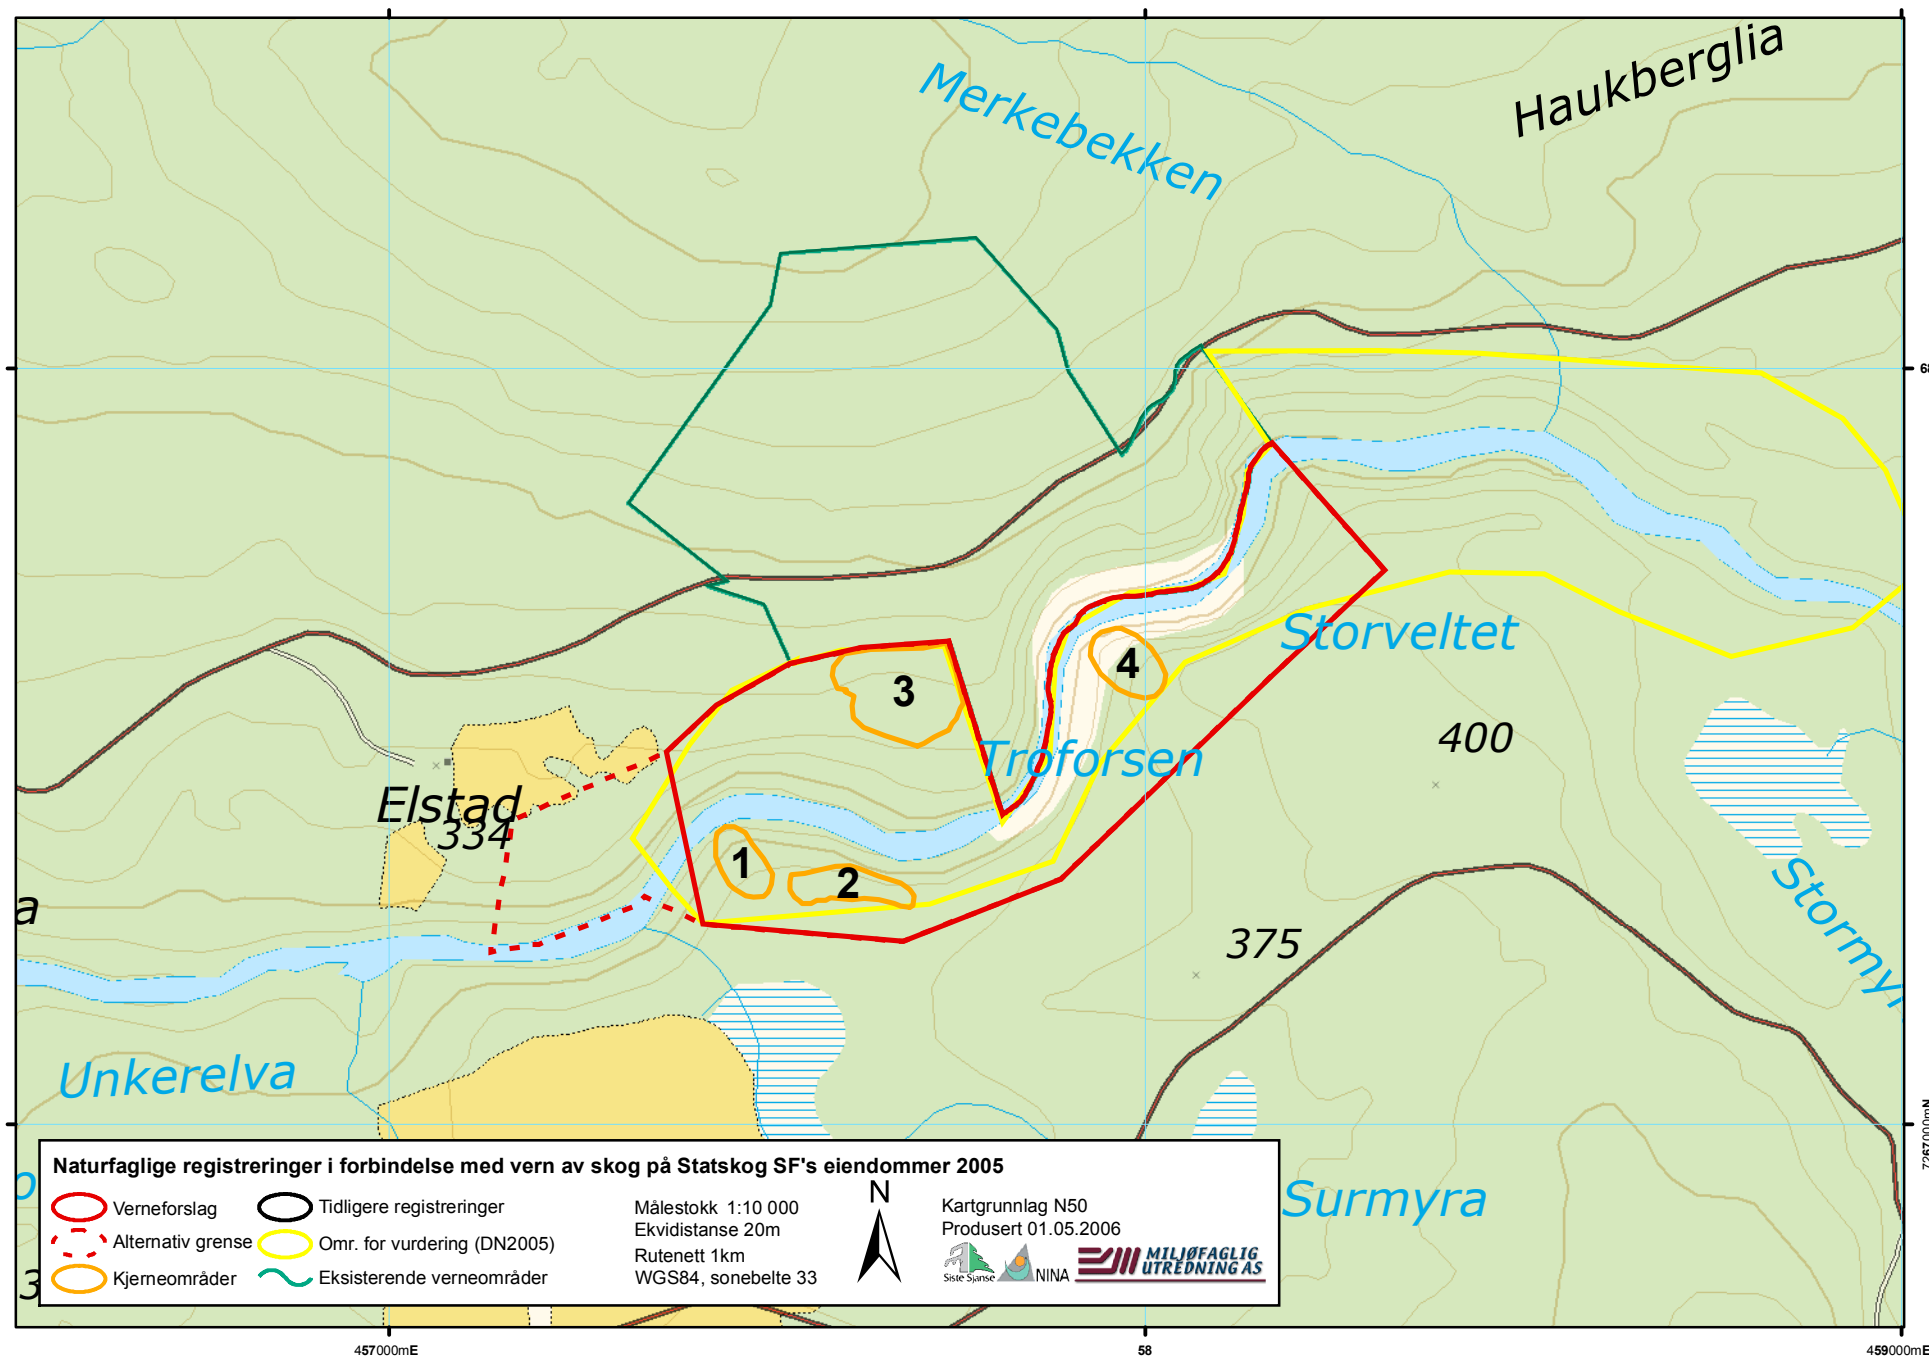 Haukberglia
Merkebekken
68
Storveltet
3
4
400
Troforsen
Elstad
334
1
2
a
375
Stormyr
Unkerelva
7267000mN
Surmyra
3
Naturfaglige registreringer i forbindelse med vern av skog på Statskog SF's eiendommer 2005
Verneforslag
Alternativ grense
Kjerneområder
Tidligere registreringer
Omr. for vurdering (DN2005)
Eksisterende verneområder
Målestokk 1:10 000
Ekvidistanse 20m
Rutenett 1km
WGS84, sonebelte 33
N
Kartgrunnlag N50
Produsert 01.05.2006
Siste Sjanse
NINA
MILJØFAGLIG
UTREDNING AS
457000mE
58
459000mE